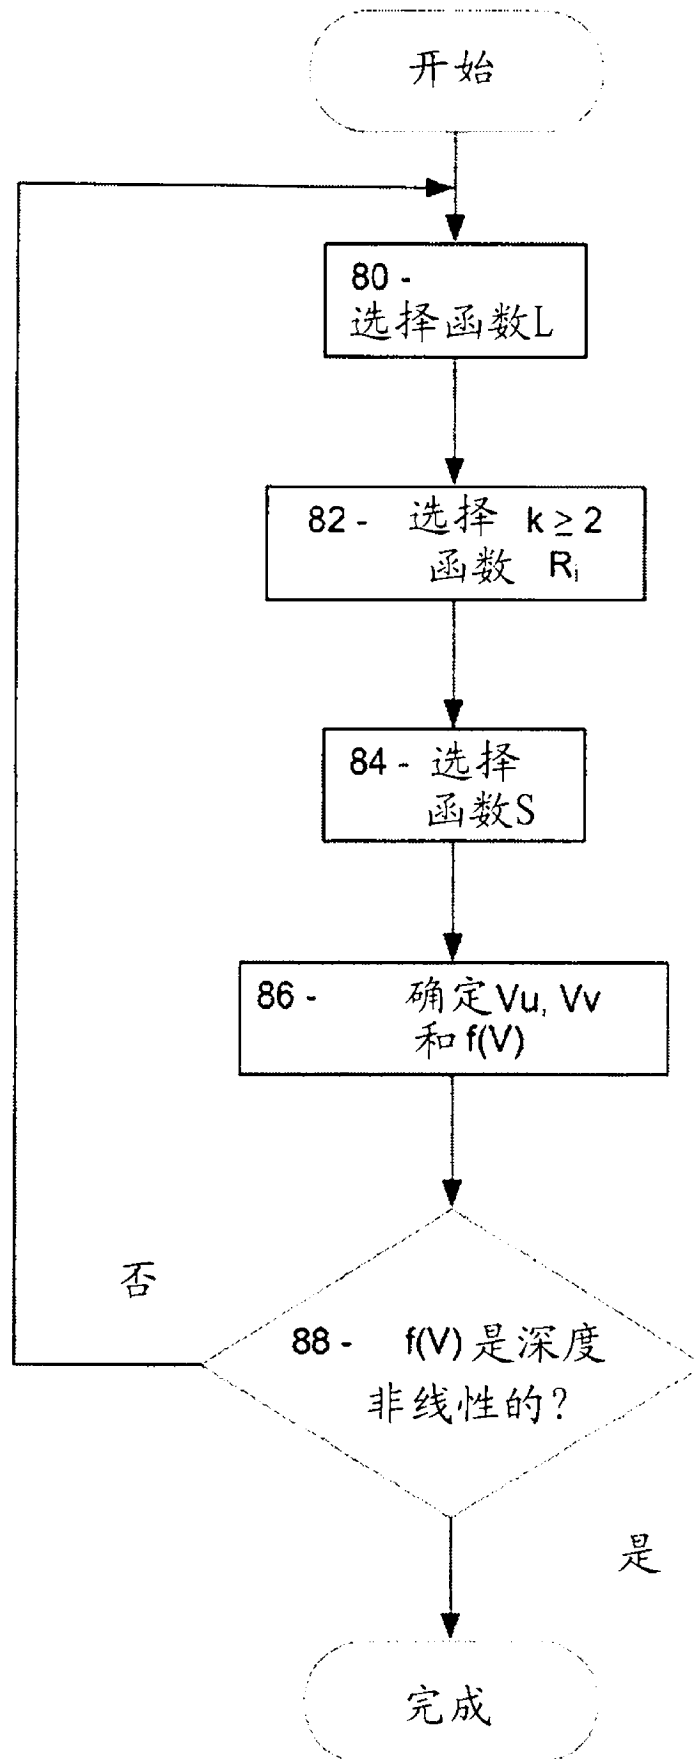 开始
80 -
选择函数L
82 - 选择 k ≥ 2
函数 Rᵢ
84 - 选择
函数S
86 - 确定Vu, Vv
和 f(V)
否
88 - f(V) 是深度
非线性的?
是
完成